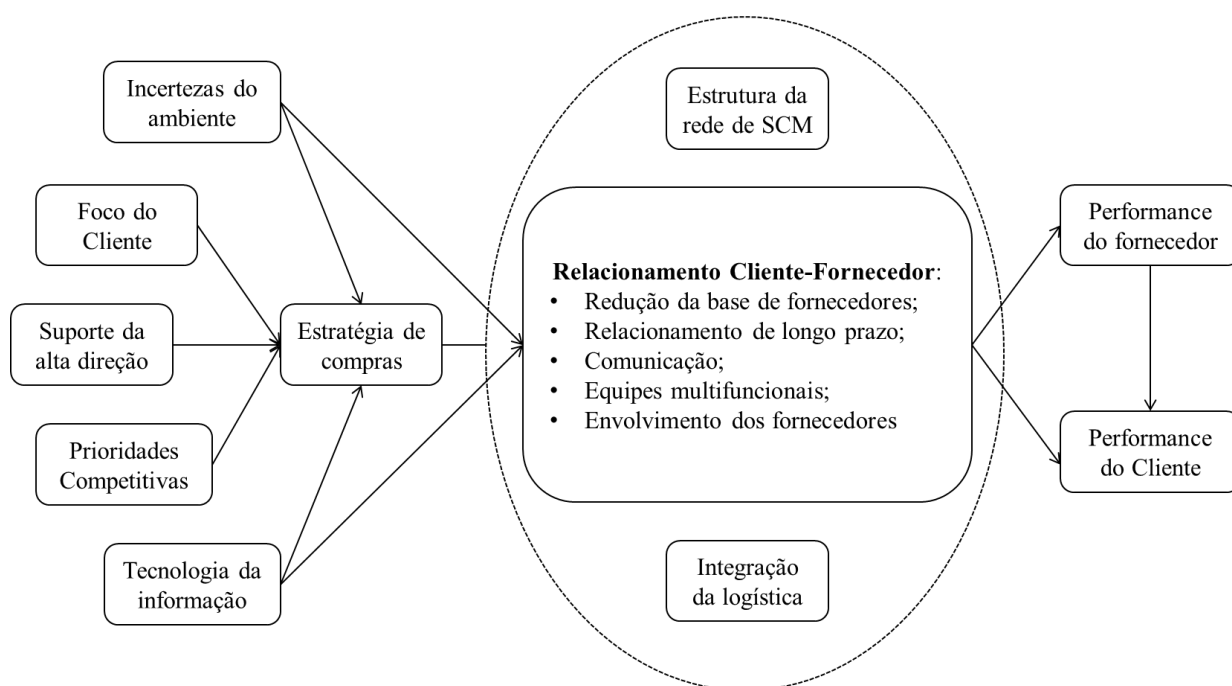 Incertezas do
ambiente
Foco do
Cliente
Suporte da
alta direção
Prioridades
Competitivas
Tecnologia da
informação
Estratégia de
compras
Estrutura da
rede de SCM
Relacionamento Cliente-Fornecedor:
• Redução da base de fornecedores;
• Relacionamento de longo prazo;
• Comunicação;
• Equipes multifuncionais;
• Envolvimento dos fornecedores
Integração
da logística
Performance
do fornecedor
Performance
do Cliente